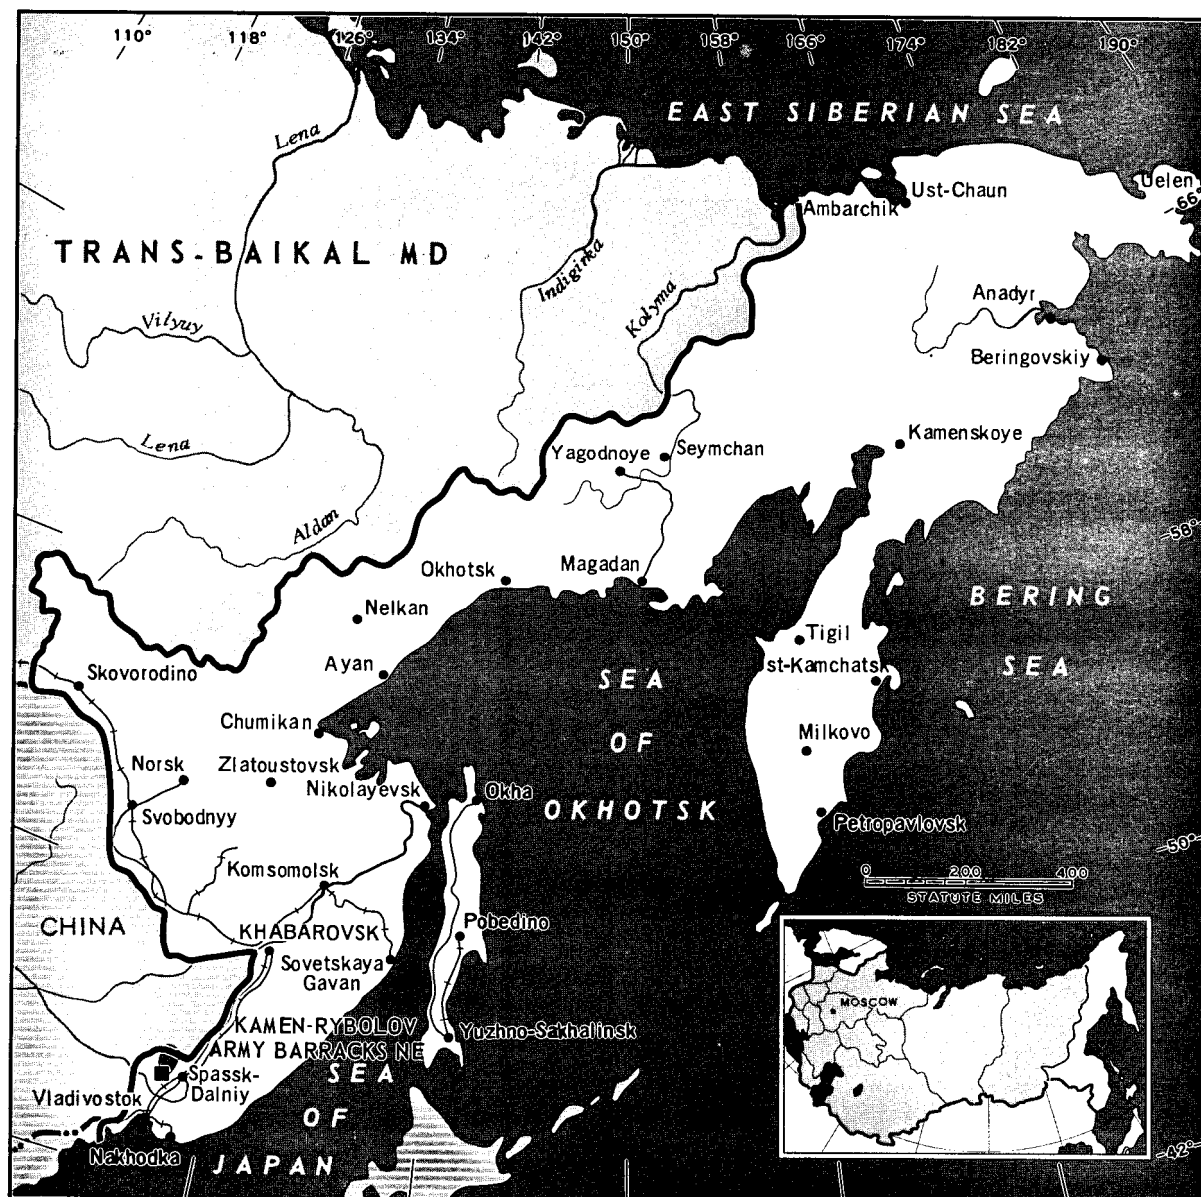 110°
118°
126°
134°
142°
150°
158°
166°
174°
182°
190°
EAST SIBERIAN SEA
Lena
Uelen
Ust-Chaun
-66°
Ambarchik
TRANS-BAIKAL MD
Indigirka
Kolyma
Anadyr
Vilyuy
Beringovskiy
Kamenskoye
Lena
Yagodnoye
Seymchan
Aldan
-58°
Okhotsk
Magadan
BERING
SEA
Nelkan
Tigil
Ayan
Ust-Kamchatsk
Skovorodino
SEA
OF
OKHOTSK
Chumikan
Milkovo
Norsk
Zlatoustovsk
Nikolayevsk
Okha
Svobodnyy
Petropavlovsk
-50°
Komsomolsk
0 200 400
STATUTE MILES
CHINA
KHABAROVSK
Pobedino
Sovetskaya
Gavan
MOSCOW
KAMEN-RYBOLOV
ARMY BARRACKS NE
Yuzhno-Sakhalinsk
Spassk-
Dalniy
SEA
OF
JAPAN
Vladivostok
Nakhodka
-42°